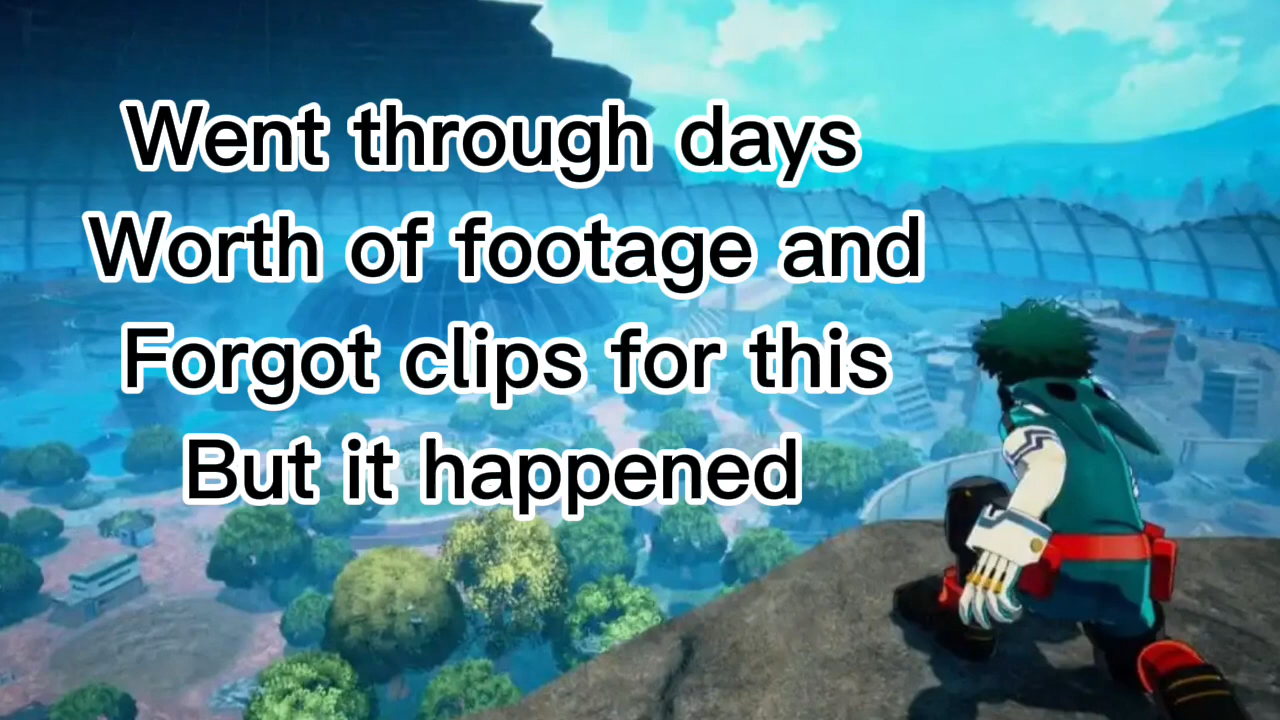 Went through days
Worth of footage and
Forgot clips for this
But it happened